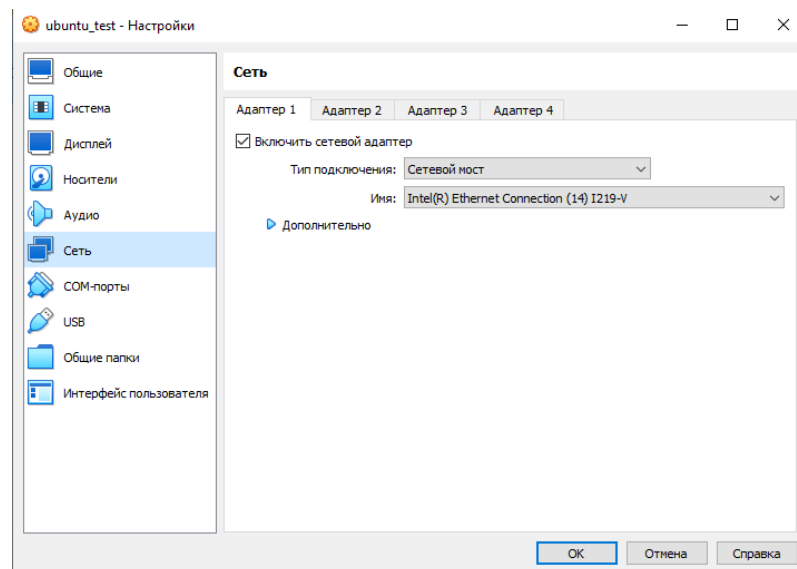 ubuntu_test - Настройки
Общие
Система
Дисплей
Носители
Аудио
Сеть
COM-порты
USB
Общие папки
Интерфейс пользователя
Сеть
Адаптер 1 Адаптер 2 Адаптер 3 Адаптер 4
Включить сетевой адаптер
Тип подключения: Сетевой мост
Имя: Intel(R) Ethernet Connection (14) I219-V
Дополнительно
OK Отмена Справка